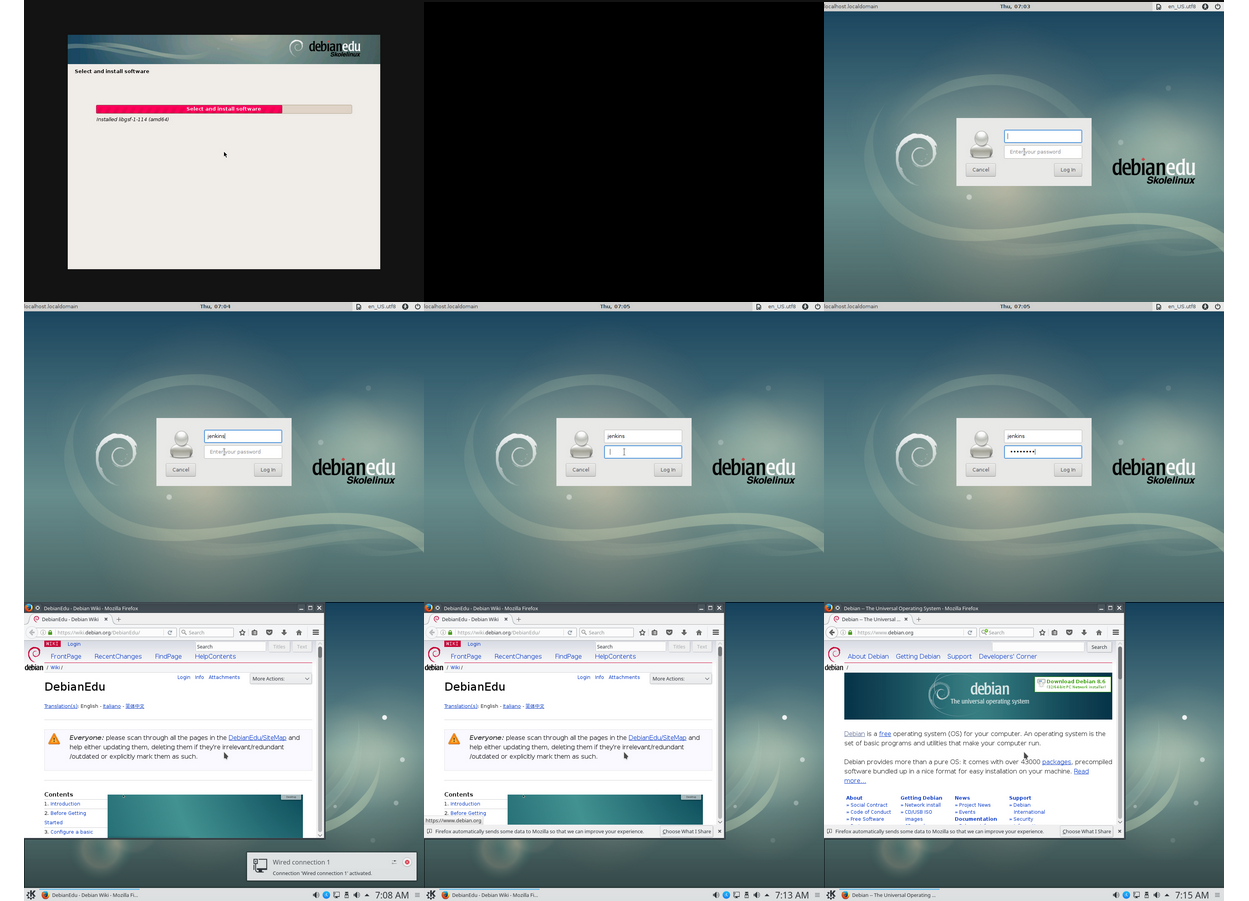 debianedu
Skolelinux
Select and install software
Select and install software
Installed libgsf-1-114 (amd64)
localhost.localdomain
Thu, 07:03
en_US.utf8
Enter your password
Cancel
Log In
debianedu
Skolelinux
localhost.localdomain
Thu, 07:04
en_US.utf8
jenkins
Enter your password
Cancel
Log In
debianedu
Skolelinux
localhost.localdomain
Thu, 07:05
en_US.utf8
jenkins
Cancel
Log In
debianedu
Skolelinux
localhost.localdomain
Thu, 07:05
en_US.utf8
jenkins
••••••••
Cancel
Log In
debianedu
Skolelinux
DebianEdu - Debian Wiki - Mozilla Firefox
DebianEdu - Debian Wiki
https://wiki.debian.org/DebianEdu/
Search
WIKI Login
Search Titles Text
FrontPage RecentChanges FindPage HelpContents
debian / Wiki /
Login Info Attachments More Actions:
DebianEdu
Translation(s): English - Italiano - 简体中文
Everyone: please scan through all the pages in the DebianEdu/SiteMap and
help either updating them, deleting them if they're irrelevant/redundant
/outdated or explicitly mark them as such.
Contents
1. Introduction
2. Before Getting
Started
3. Configure a basic
Wired connection 1
Connection 'Wired connection 1' activated.
DebianEdu - Debian Wiki - Mozilla Fi...
7:08 AM
DebianEdu - Debian Wiki - Mozilla Firefox
DebianEdu - Debian Wiki
https://wiki.debian.org/DebianEdu/
Search
WIKI Login
Search Titles Text
FrontPage RecentChanges FindPage HelpContents
debian / Wiki /
Login Info Attachments More Actions:
DebianEdu
Translation(s): English - Italiano - 简体中文
Everyone: please scan through all the pages in the DebianEdu/SiteMap and
help either updating them, deleting them if they're irrelevant/redundant
/outdated or explicitly mark them as such.
Contents
1. Introduction
2. Before Getting
https://www.debian.org
Firefox automatically sends some data to Mozilla so that we can improve your experience.
Choose What I Share
DebianEdu - Debian Wiki - Mozilla Fi...
7:13 AM
Debian -- The Universal Operating System - Mozilla Firefox
Debian -- The Universal ...
https://www.debian.org
Search
Search
About Debian Getting Debian Support Developers' Corner
debian /
debian
The universal operating system
Download Debian 8.6
Debian is a free operating system (OS) for your computer. An operating system is the
set of basic programs and utilities that make your computer run.
Debian provides more than a pure OS: it comes with over 43000 packages, precompiled
software bundled up in a nice format for easy installation on your machine. Read
more...
About Getting Debian News Support
Social Contract Network install Project News Debian
Code of Conduct CD/USB ISO Events International
Free Software images Documentation Security
Firefox automatically sends some data to Mozilla so that we can improve your experience.
Choose What I Share
Debian -- The Universal Operating ...
7:15 AM